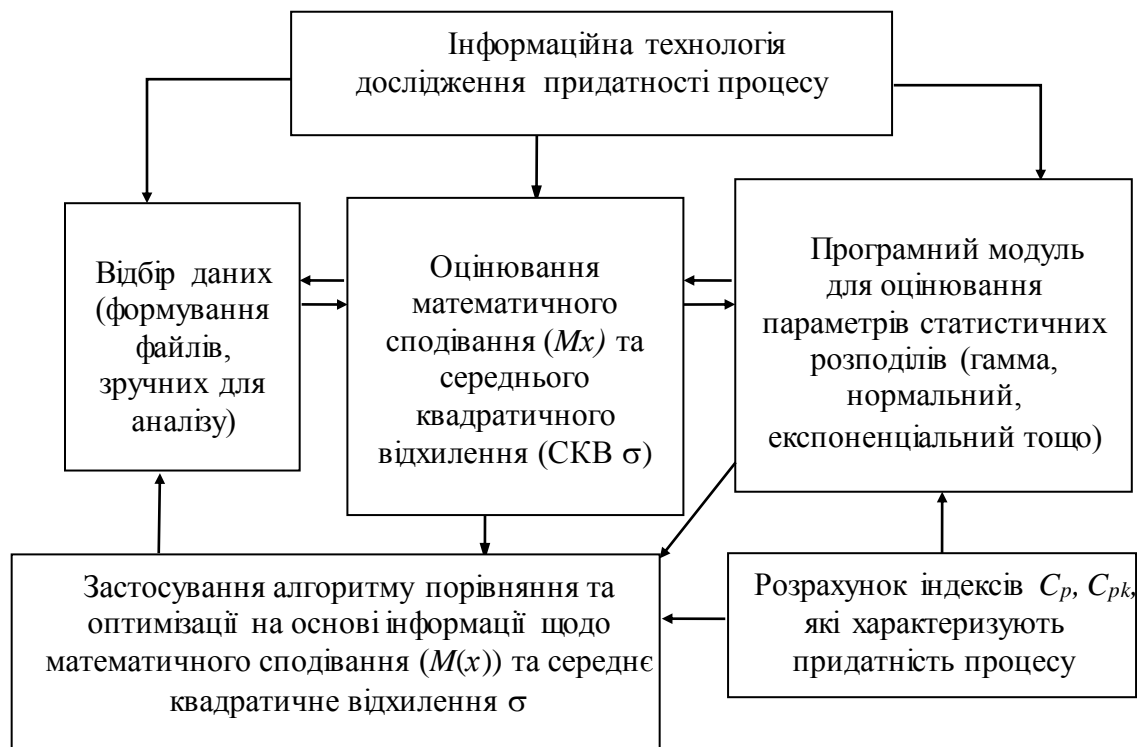 Інформаційна технологія
дослідження придатності процесу
Відбір даних
(формування
файлів,
зручних для
аналізу)
Оцінювання
математичного
сподівання (Mx) та
середнього
квадратичного
відхилення (СКВ σ)
Програмний модуль
для оцінювання
параметрів статистичних
розподілів (гамма,
нормальний,
експоненціальний тощо)
Застосування алгоритму порівняння та
оптимізації на основі інформації щодо
математичного сподівання (M(x)) та середнє
квадратичне відхилення σ
Розрахунок індексів Cp, Cpk,
які характеризують
придатність процесу